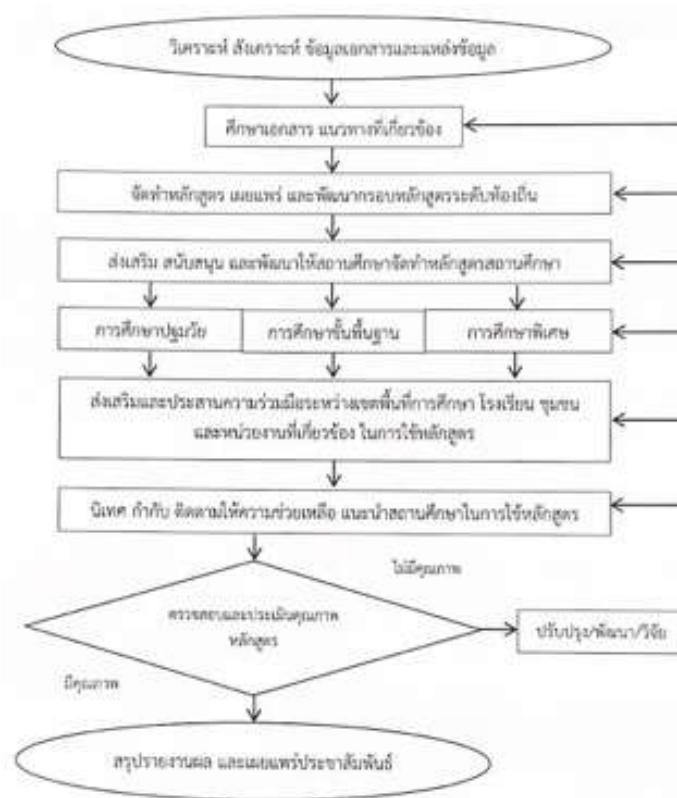 วิเคราะห์ สังเคราะห์ ข้อมูลเอกสารและแหล่งข้อมูล
ศึกษาเอกสาร แนวทางที่เกี่ยวข้อง
จัดทำหลักสูตร เผยแพร่ และพัฒนากรอบหลักสูตรระดับท้องถิ่น
ส่งเสริม สนับสนุน และพัฒนาให้สถานศึกษาจัดทำหลักสูตรสถานศึกษา
การศึกษาปฐมวัย
การศึกษาขั้นพื้นฐาน
การศึกษาพิเศษ
ส่งเสริมและประสานความร่วมมือระหว่างเขตพื้นที่การศึกษา โรงเรียน ชุมชน
และหน่วยงานที่เกี่ยวข้อง ในการใช้หลักสูตร
นิเทศ กำกับ ติดตามให้ความช่วยเหลือ แนะนำสถานศึกษาในการใช้หลักสูตร
ไม่มีคุณภาพ
ตรวจสอบและประเมินคุณภาพ
หลักสูตร
ปรับปรุง/พัฒนา/วิจัย
มีคุณภาพ
สรุปรายงานผล และเผยแพร่ประชาสัมพันธ์